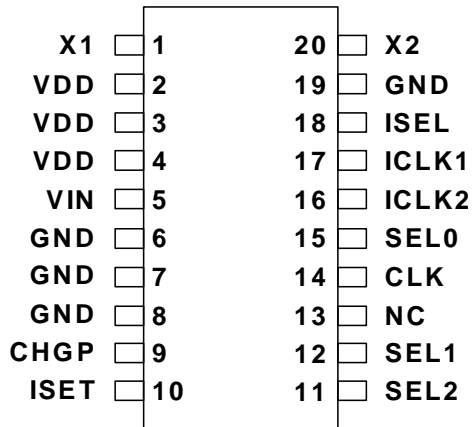 X1 1 20 X2
VDD 2 19 GND
VDD 3 18 ISEL
VDD 4 17 ICLK1
VIN 5 16 ICLK2
GND 6 15 SEL0
GND 7 14 CLK
GND 8 13 NC
CHGP 9 12 SEL1
ISET 10 11 SEL2